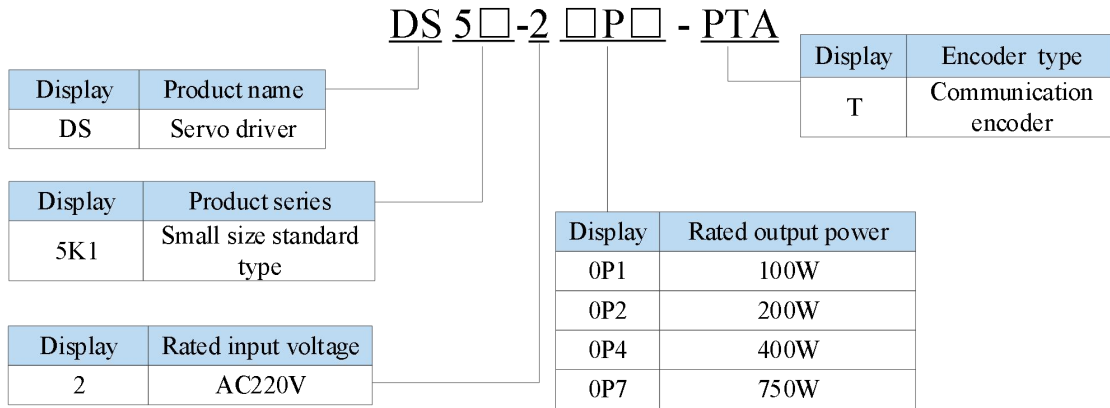 DS 5□-2 □P□ - PTA
Display Encoder type
T Communication encoder
Display Product name
DS Servo driver
Display Product series
5K1 Small size standard type
Display Rated output power
0P1 100W
0P2 200W
0P4 400W
0P7 750W
Display Rated input voltage
2 AC220V